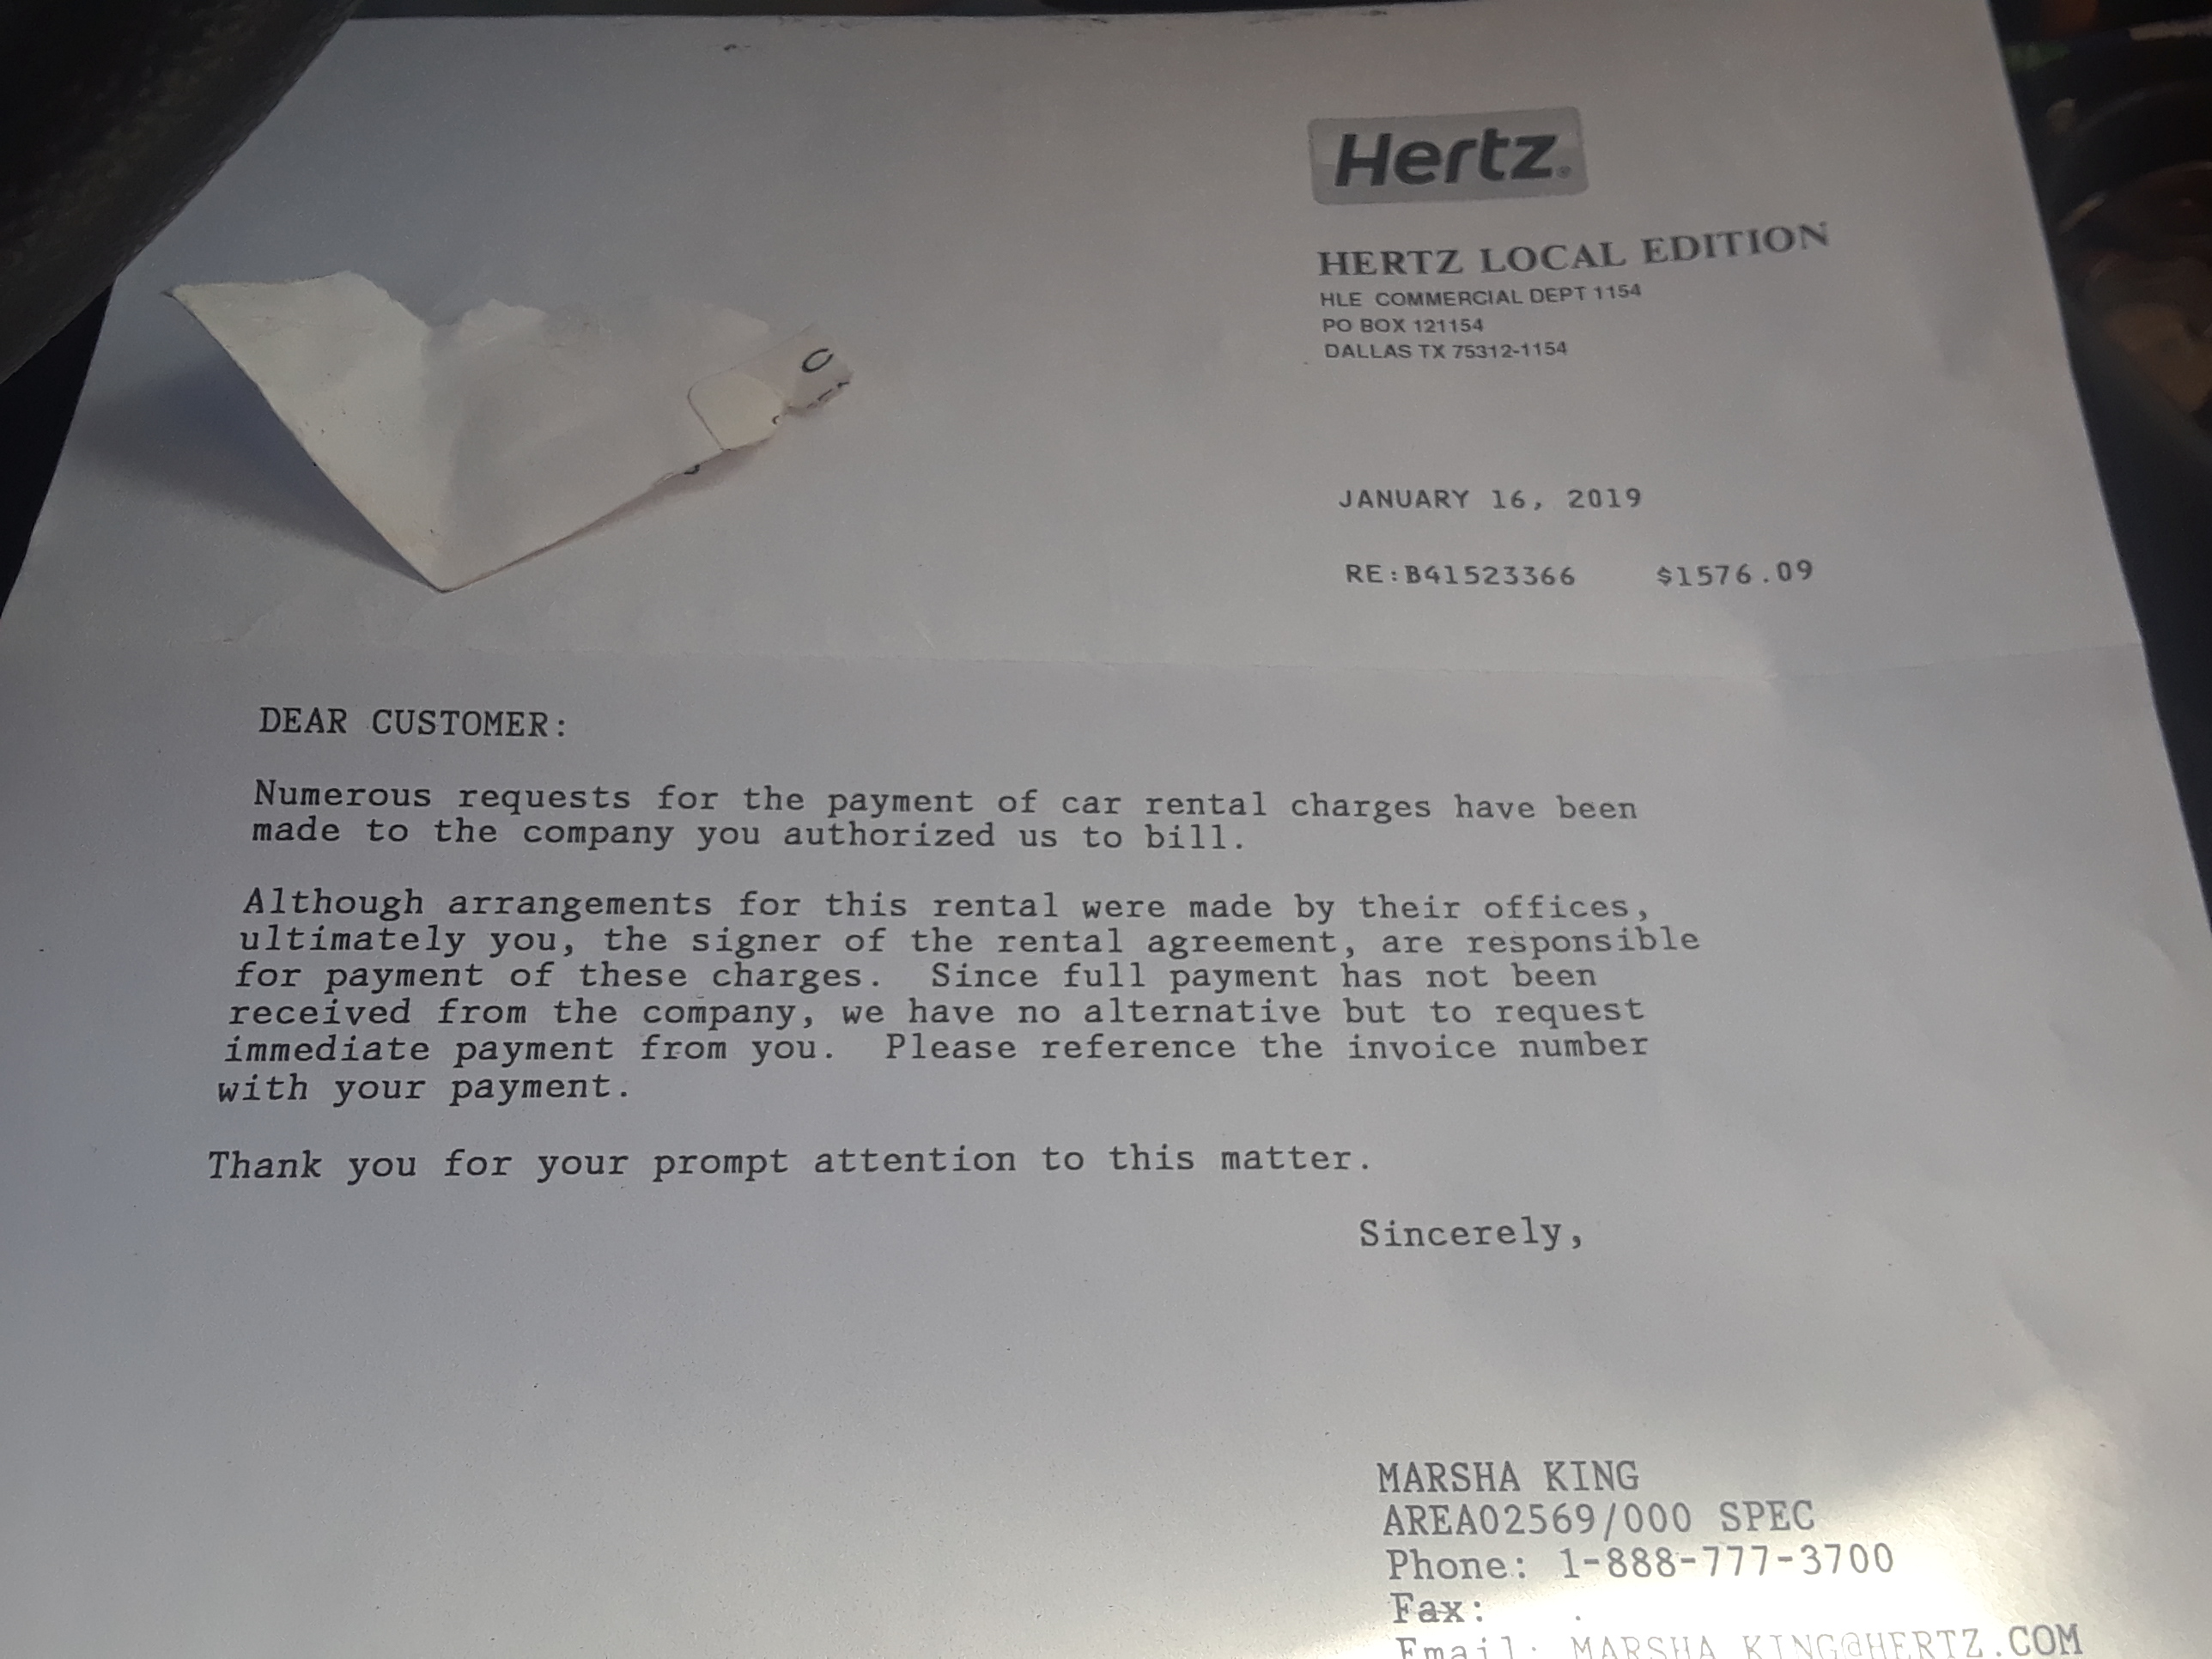 Hertz
HERTZ LOCAL EDITION
HLE COMMERCIAL DEPT 1154
PO BOX 121154
DALLAS TX 75312-1154
JANUARY 16, 2019
RE:B41523366 $1576.09
DEAR CUSTOMER:
Numerous requests for the payment of car rental charges have been
made to the company you authorized us to bill.
Although arrangements for this rental were made by their offices,
ultimately you, the signer of the rental agreement, are responsible
for payment of these charges. Since full payment has not been
received from the company, we have no alternative but to request
immediate payment from you. Please reference the invoice number
with your payment.
Thank you for your prompt attention to this matter.
Sincerely,
MARSHA KING
AREA02569/000 SPEC
Phone: 1-888-777-3700
Fax:
Email: MARSHA KING@HERTZ.COM